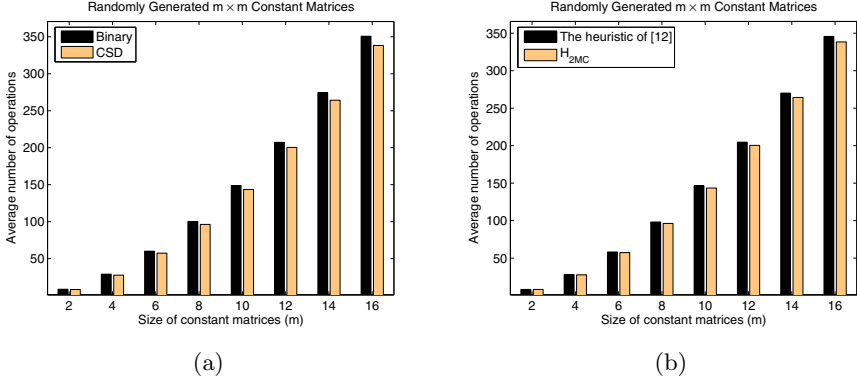 Randomly Generated m × m Constant Matrices
Binary
CSD
350
300
250
200
150
100
50
Average number of operations
2 4 6 8 10 12 14 16
Size of constant matrices (m)
(a)
Randomly Generated m × m Constant Matrices
The heuristic of [12]
H2MC
350
300
250
200
150
100
50
Average number of operations
2 4 6 8 10 12 14 16
Size of constant matrices (m)
(b)